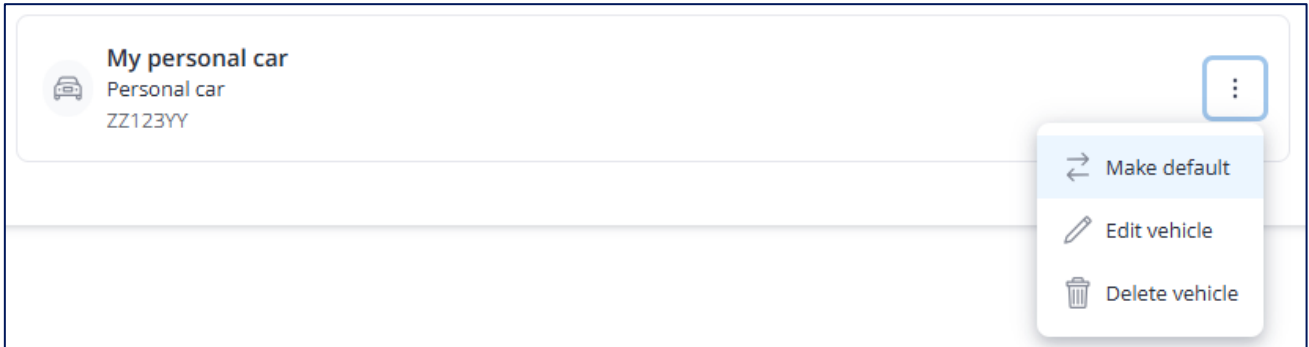 My personal car
Personal car
ZZ123YY
Make default
Edit vehicle
Delete vehicle